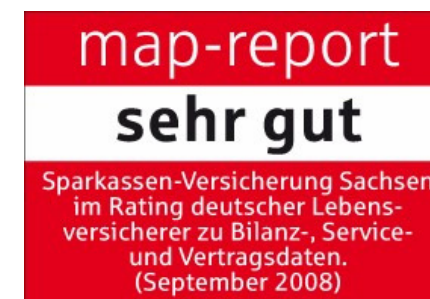 map-report
sehr gut
Sparkassen-Versicherung Sachsen
im Rating deutscher Lebens-
versicherer zu Bilanz-, Service-
und Vertragsdaten.
(September 2008)